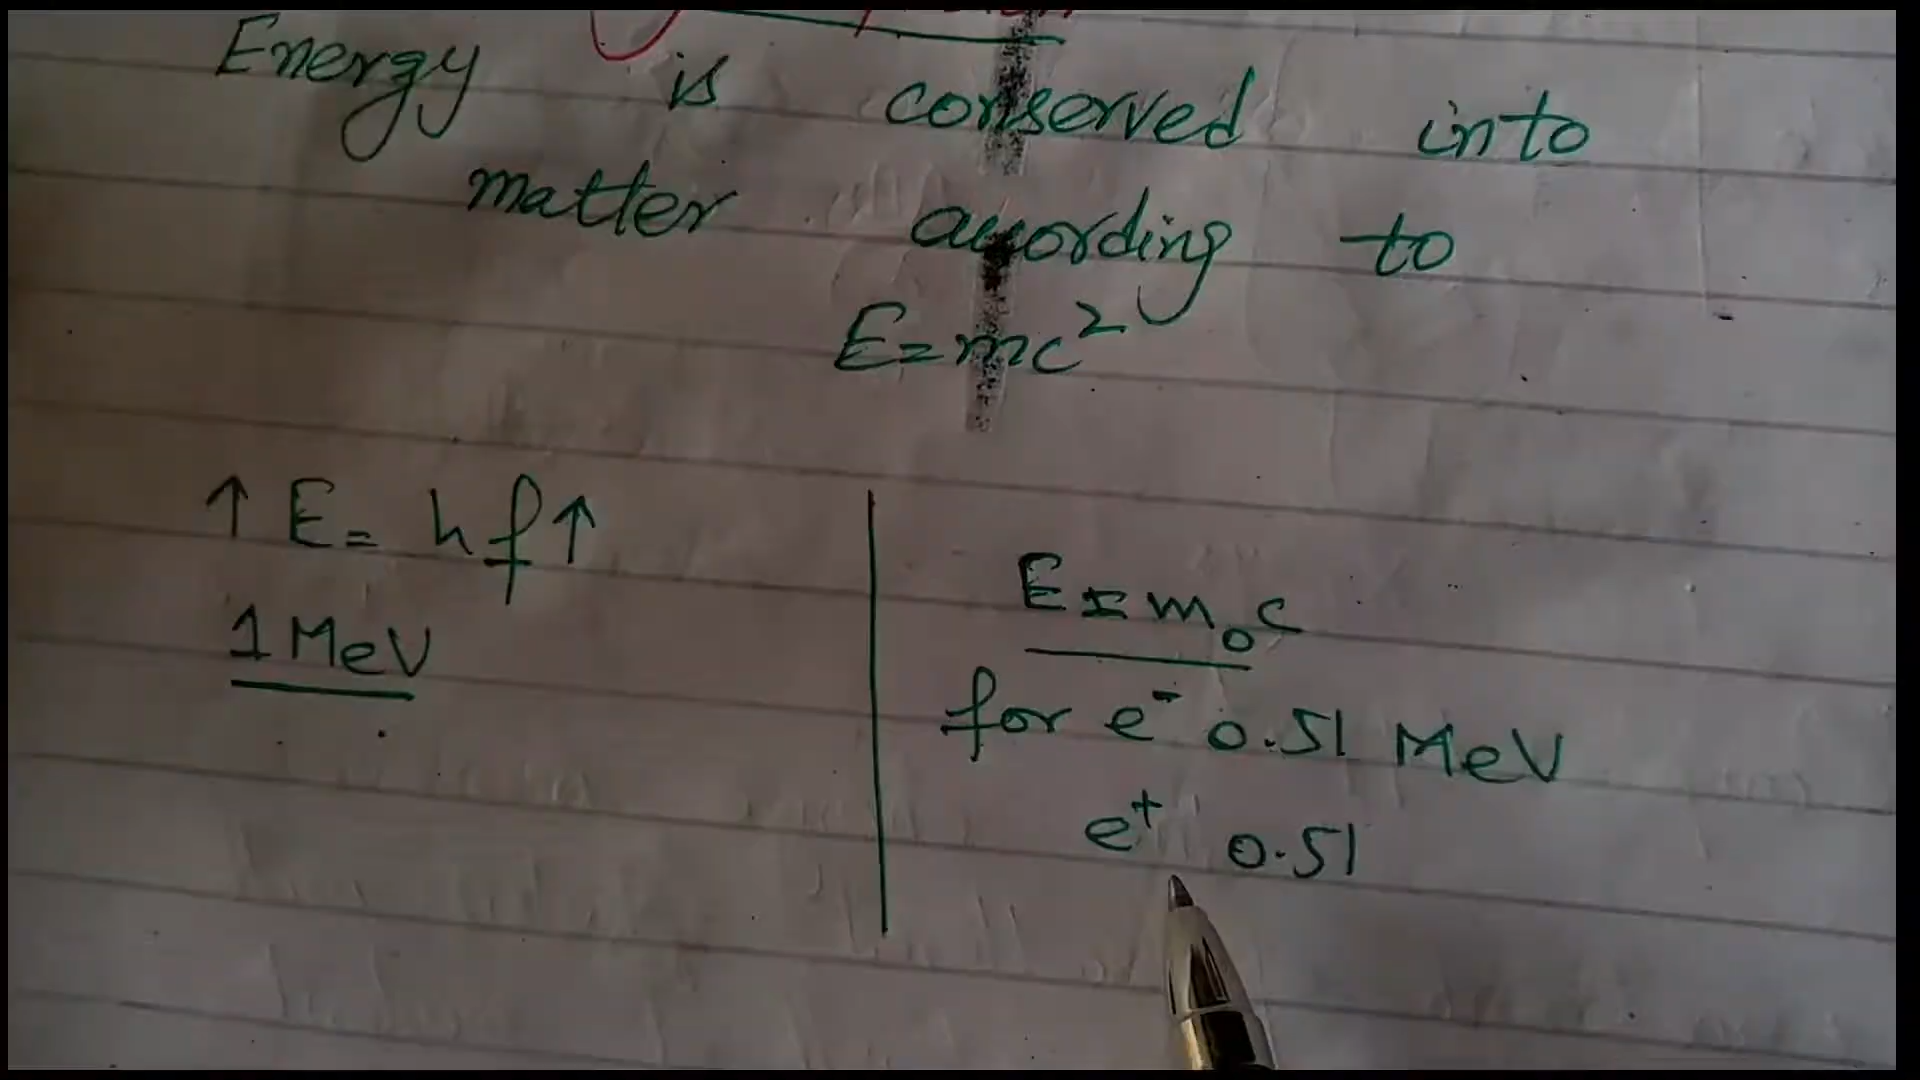 Energy is conserved into
matter according to
E=mc²
↑ E= hf↑
1 MeV
E=m₀c
for e⁻ 0.51 MeV
e⁺ 0.51